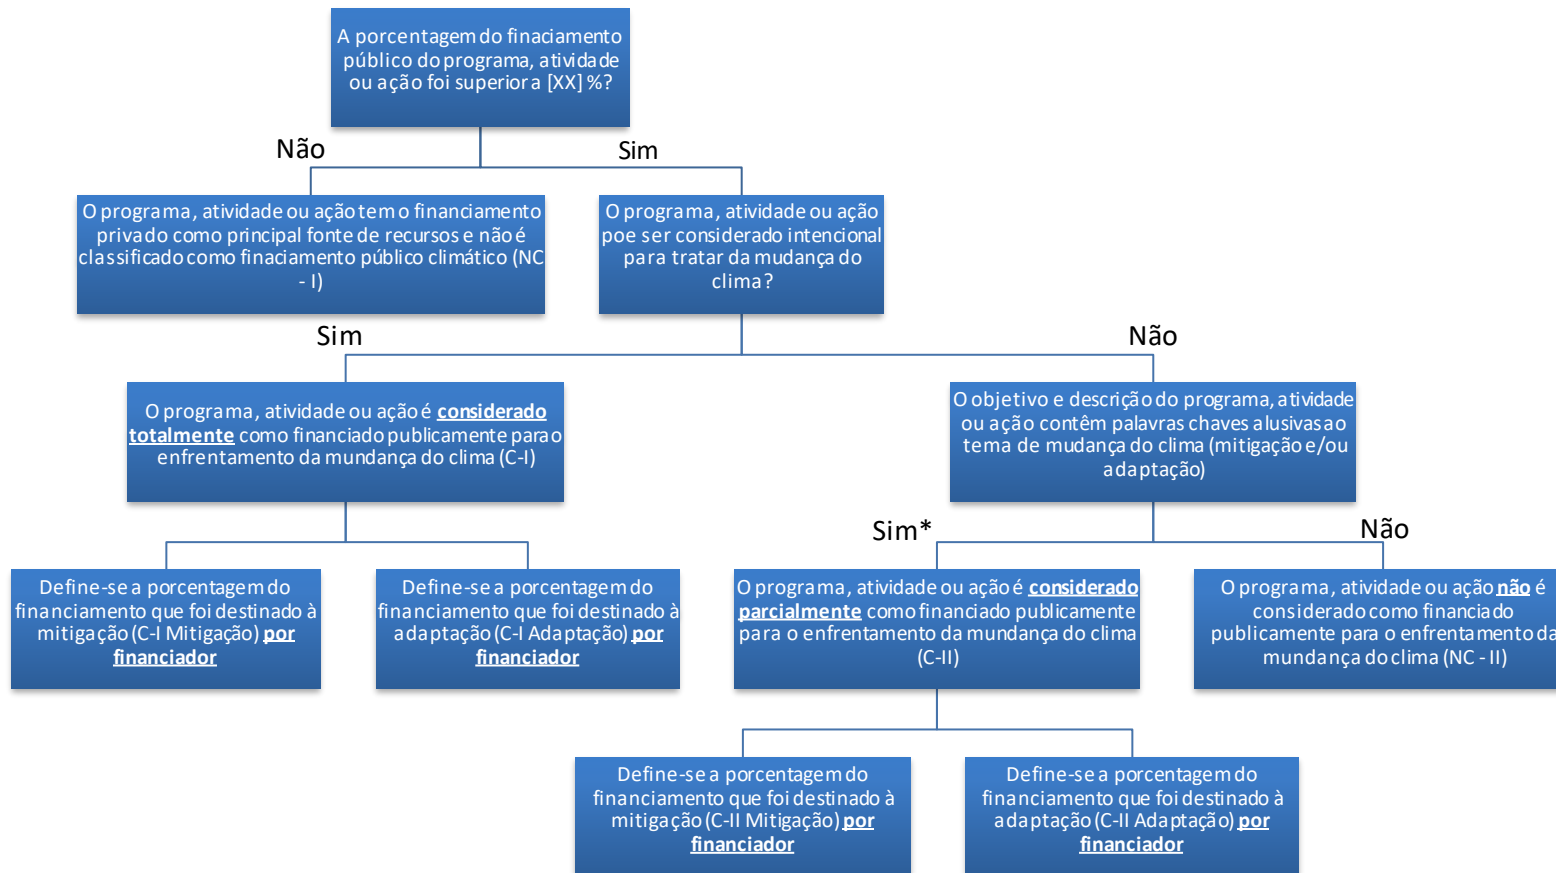 A porcentagem do finaciamento
público do programa, atividade
ou ação foi superior a [XX] %?
Não
Sim
O programa, atividade ou ação tem o financiamento
privado como principal fonte de recursos e não é
classificado como finaciamento público climático (NC
- I)
O programa, atividade ou ação
poe ser considerado intencional
para tratar da mudança do
clima?
Sim
Não
O programa, atividade ou ação é considerado
totalmente como financiado publicamente para o
enfrentamento da mundança do clima (C-I)
O objetivo e descrição do programa, atividade
ou ação contêm palavras chaves alusivas ao
tema de mudança do clima (mitigação e/ou
adaptação)
Sim*
Não
Define-se a porcentagem do
financiamento que foi destinado à
mitigação (C-I Mitigação) por
financiador
Define-se a porcentagem do
financiamento que foi destinado à
adaptação (C-I Adaptação) por
financiador
O programa, atividade ou ação é considerado
parcialmente como financiado publicamente
para o enfrentamento da mundança do clima
(C-II)
O programa, atividade ou ação não é
considerado como financiado
publicamente para o enfrentamento da
mundança do clima (NC - II)
Define-se a porcentagem do
financiamento que foi destinado à
mitigação (C-II Mitigação) por
financiador
Define-se a porcentagem do
financiamento que foi destinado à
adaptação (C-II Adaptação) por
financiador